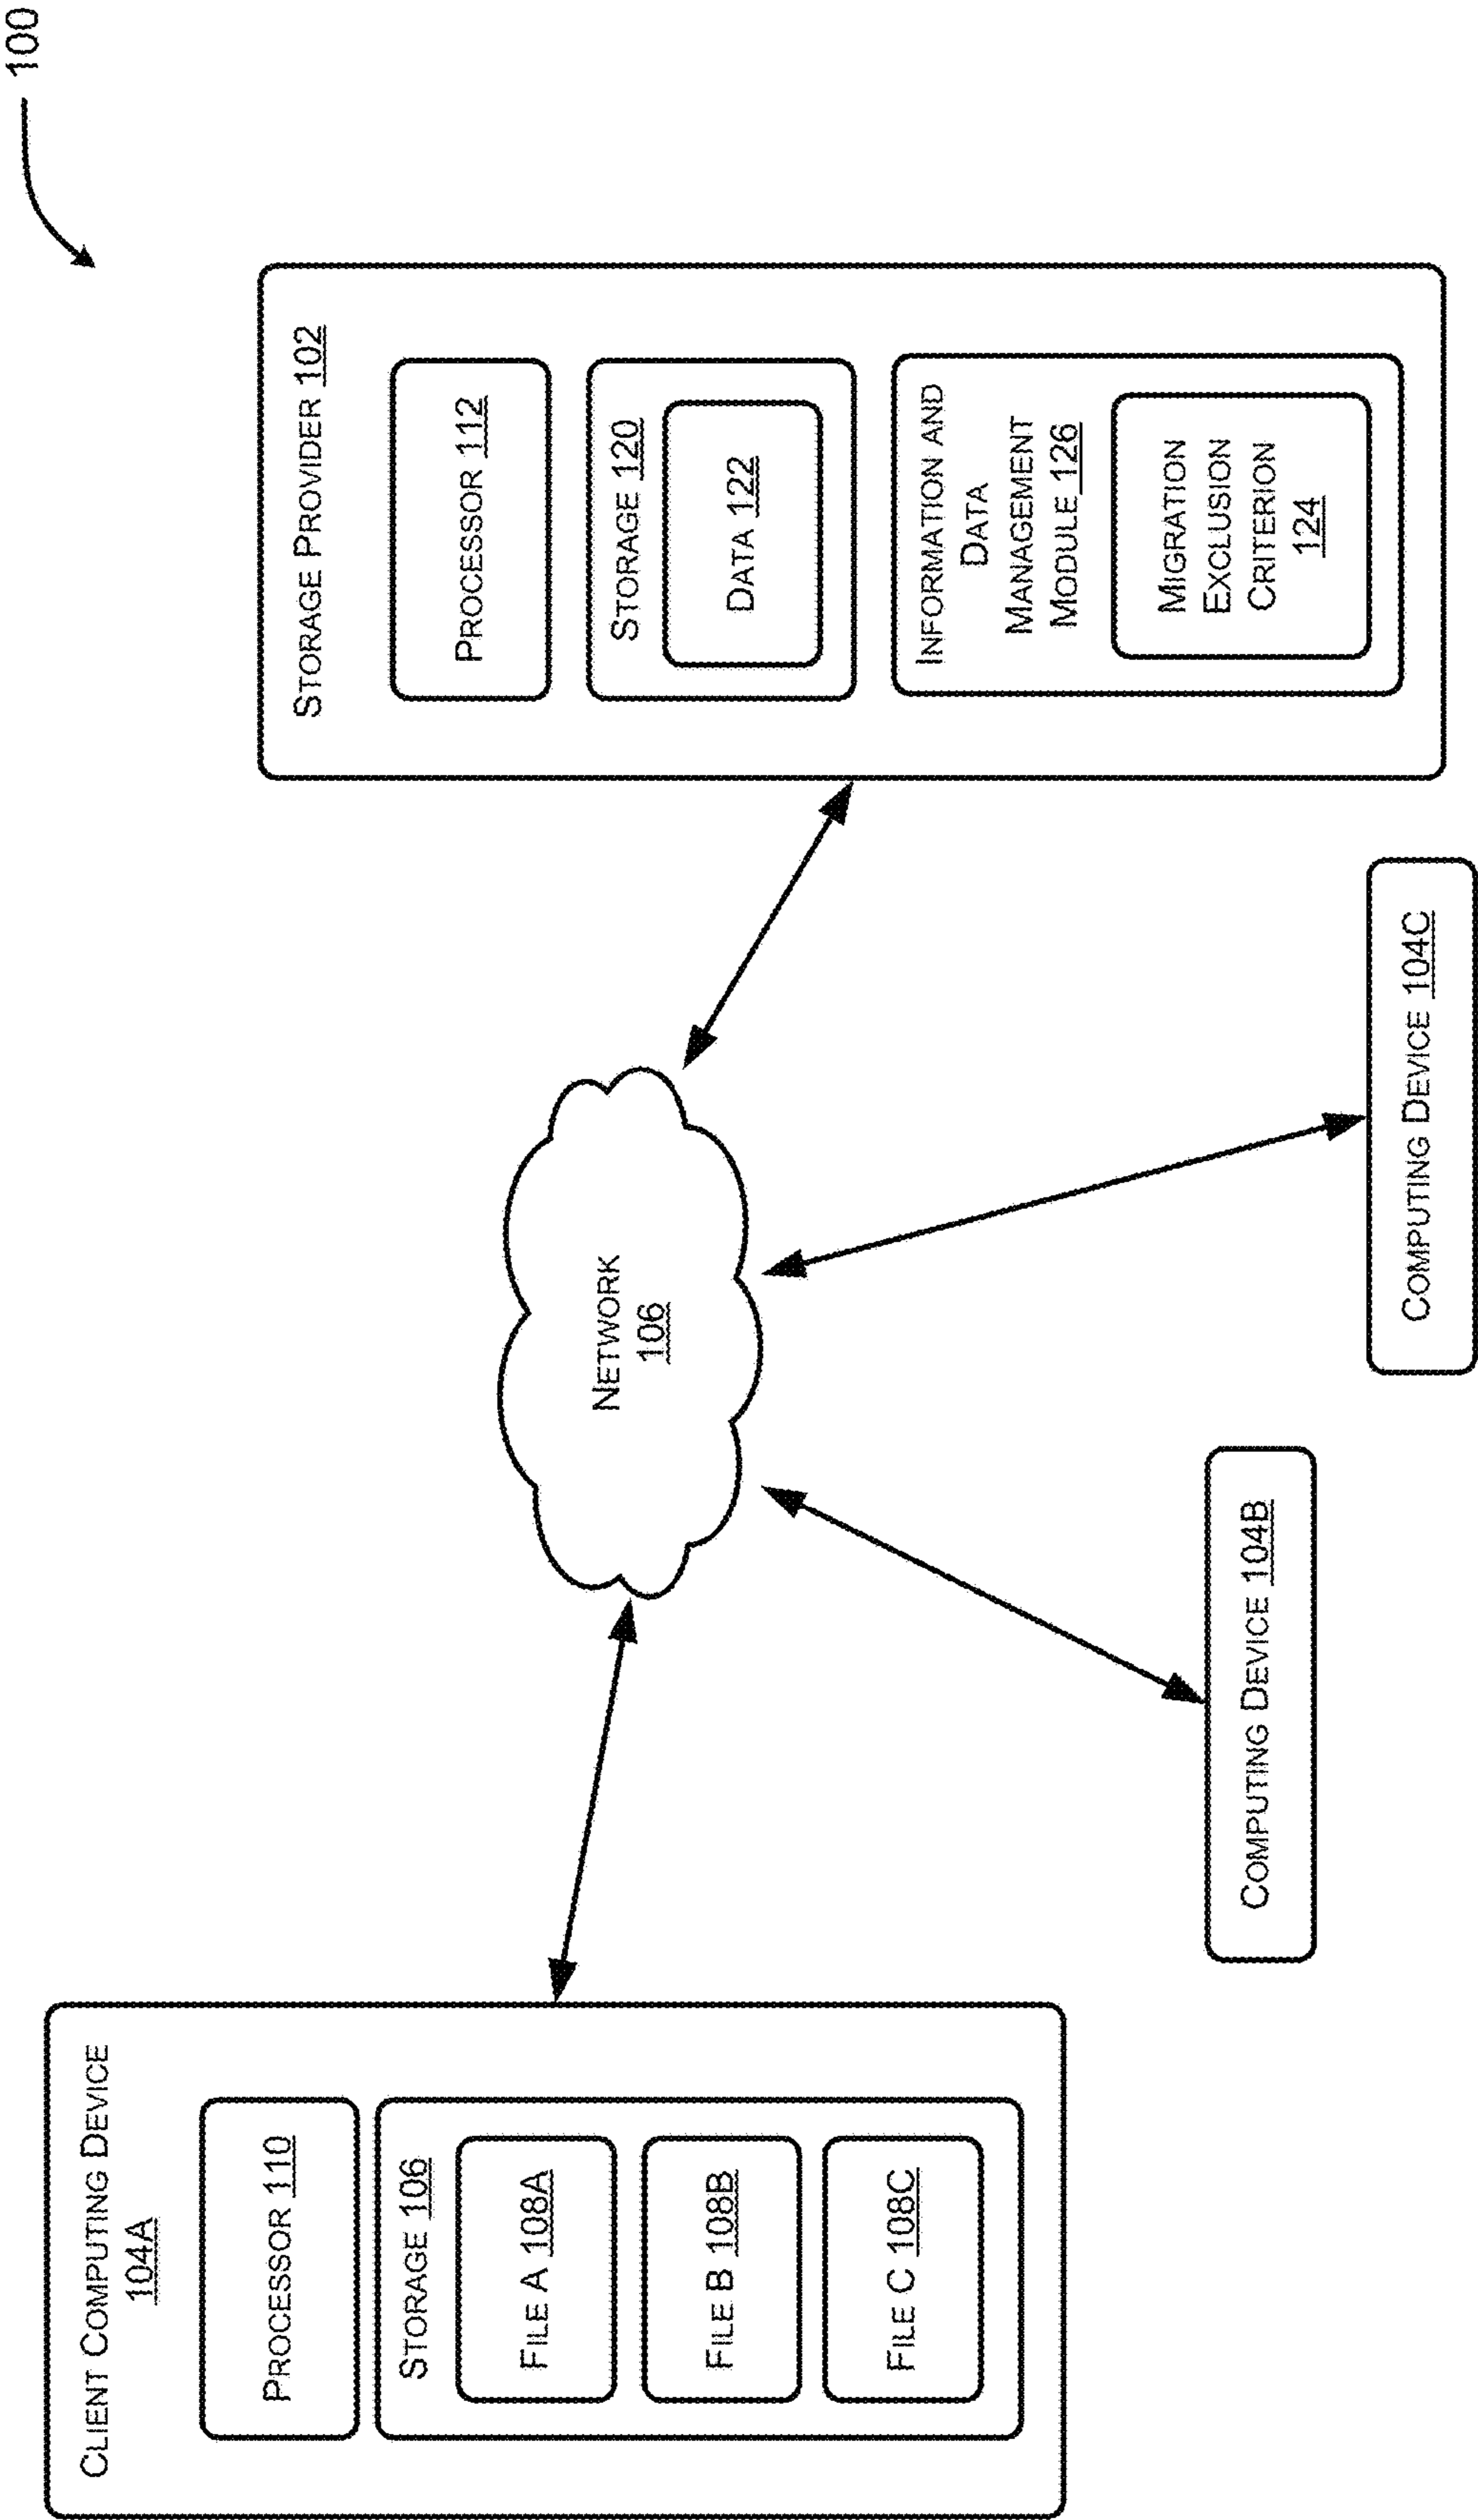 100
CLIENT COMPUTING DEVICE
104A
PROCESSOR 110
STORAGE 106
FILE A 108A
FILE B 108B
FILE C 108C
NETWORK
106
COMPUTING DEVICE 104B
COMPUTING DEVICE 104C
STORAGE PROVIDER 102
PROCESSOR 112
STORAGE 120
DATA 122
INFORMATION AND
DATA
MANAGEMENT
MODULE 126
MIGRATION
EXCLUSION
CRITERION
124